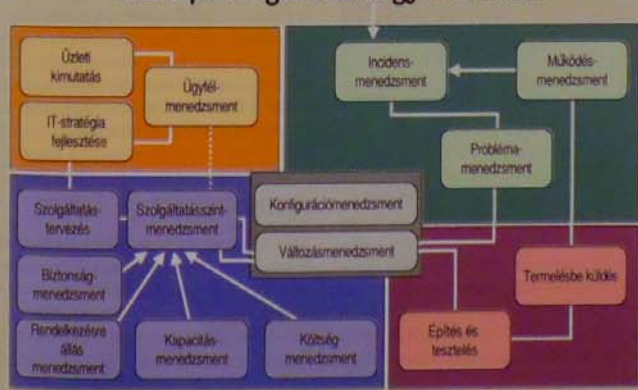 Üzleti
kimutatás
IT-stratégia
fejlesztése
Ügyfél-
menedzsment
Incidens-
menedzsment
Működés-
menedzsment
Probléma-
menedzsment
Szolgáltatás-
tervezés
Szolgáltatásszint-
menedzsment
Konfigurációmenedzsment
Változásmenedzsment
Biztonság-
menedzsment
Rendelkezésre
állás
menedzsment
Kapacitás-
menedzsment
Költség-
menedzsment
Termelésbe küldés
Építés és
tesztelés